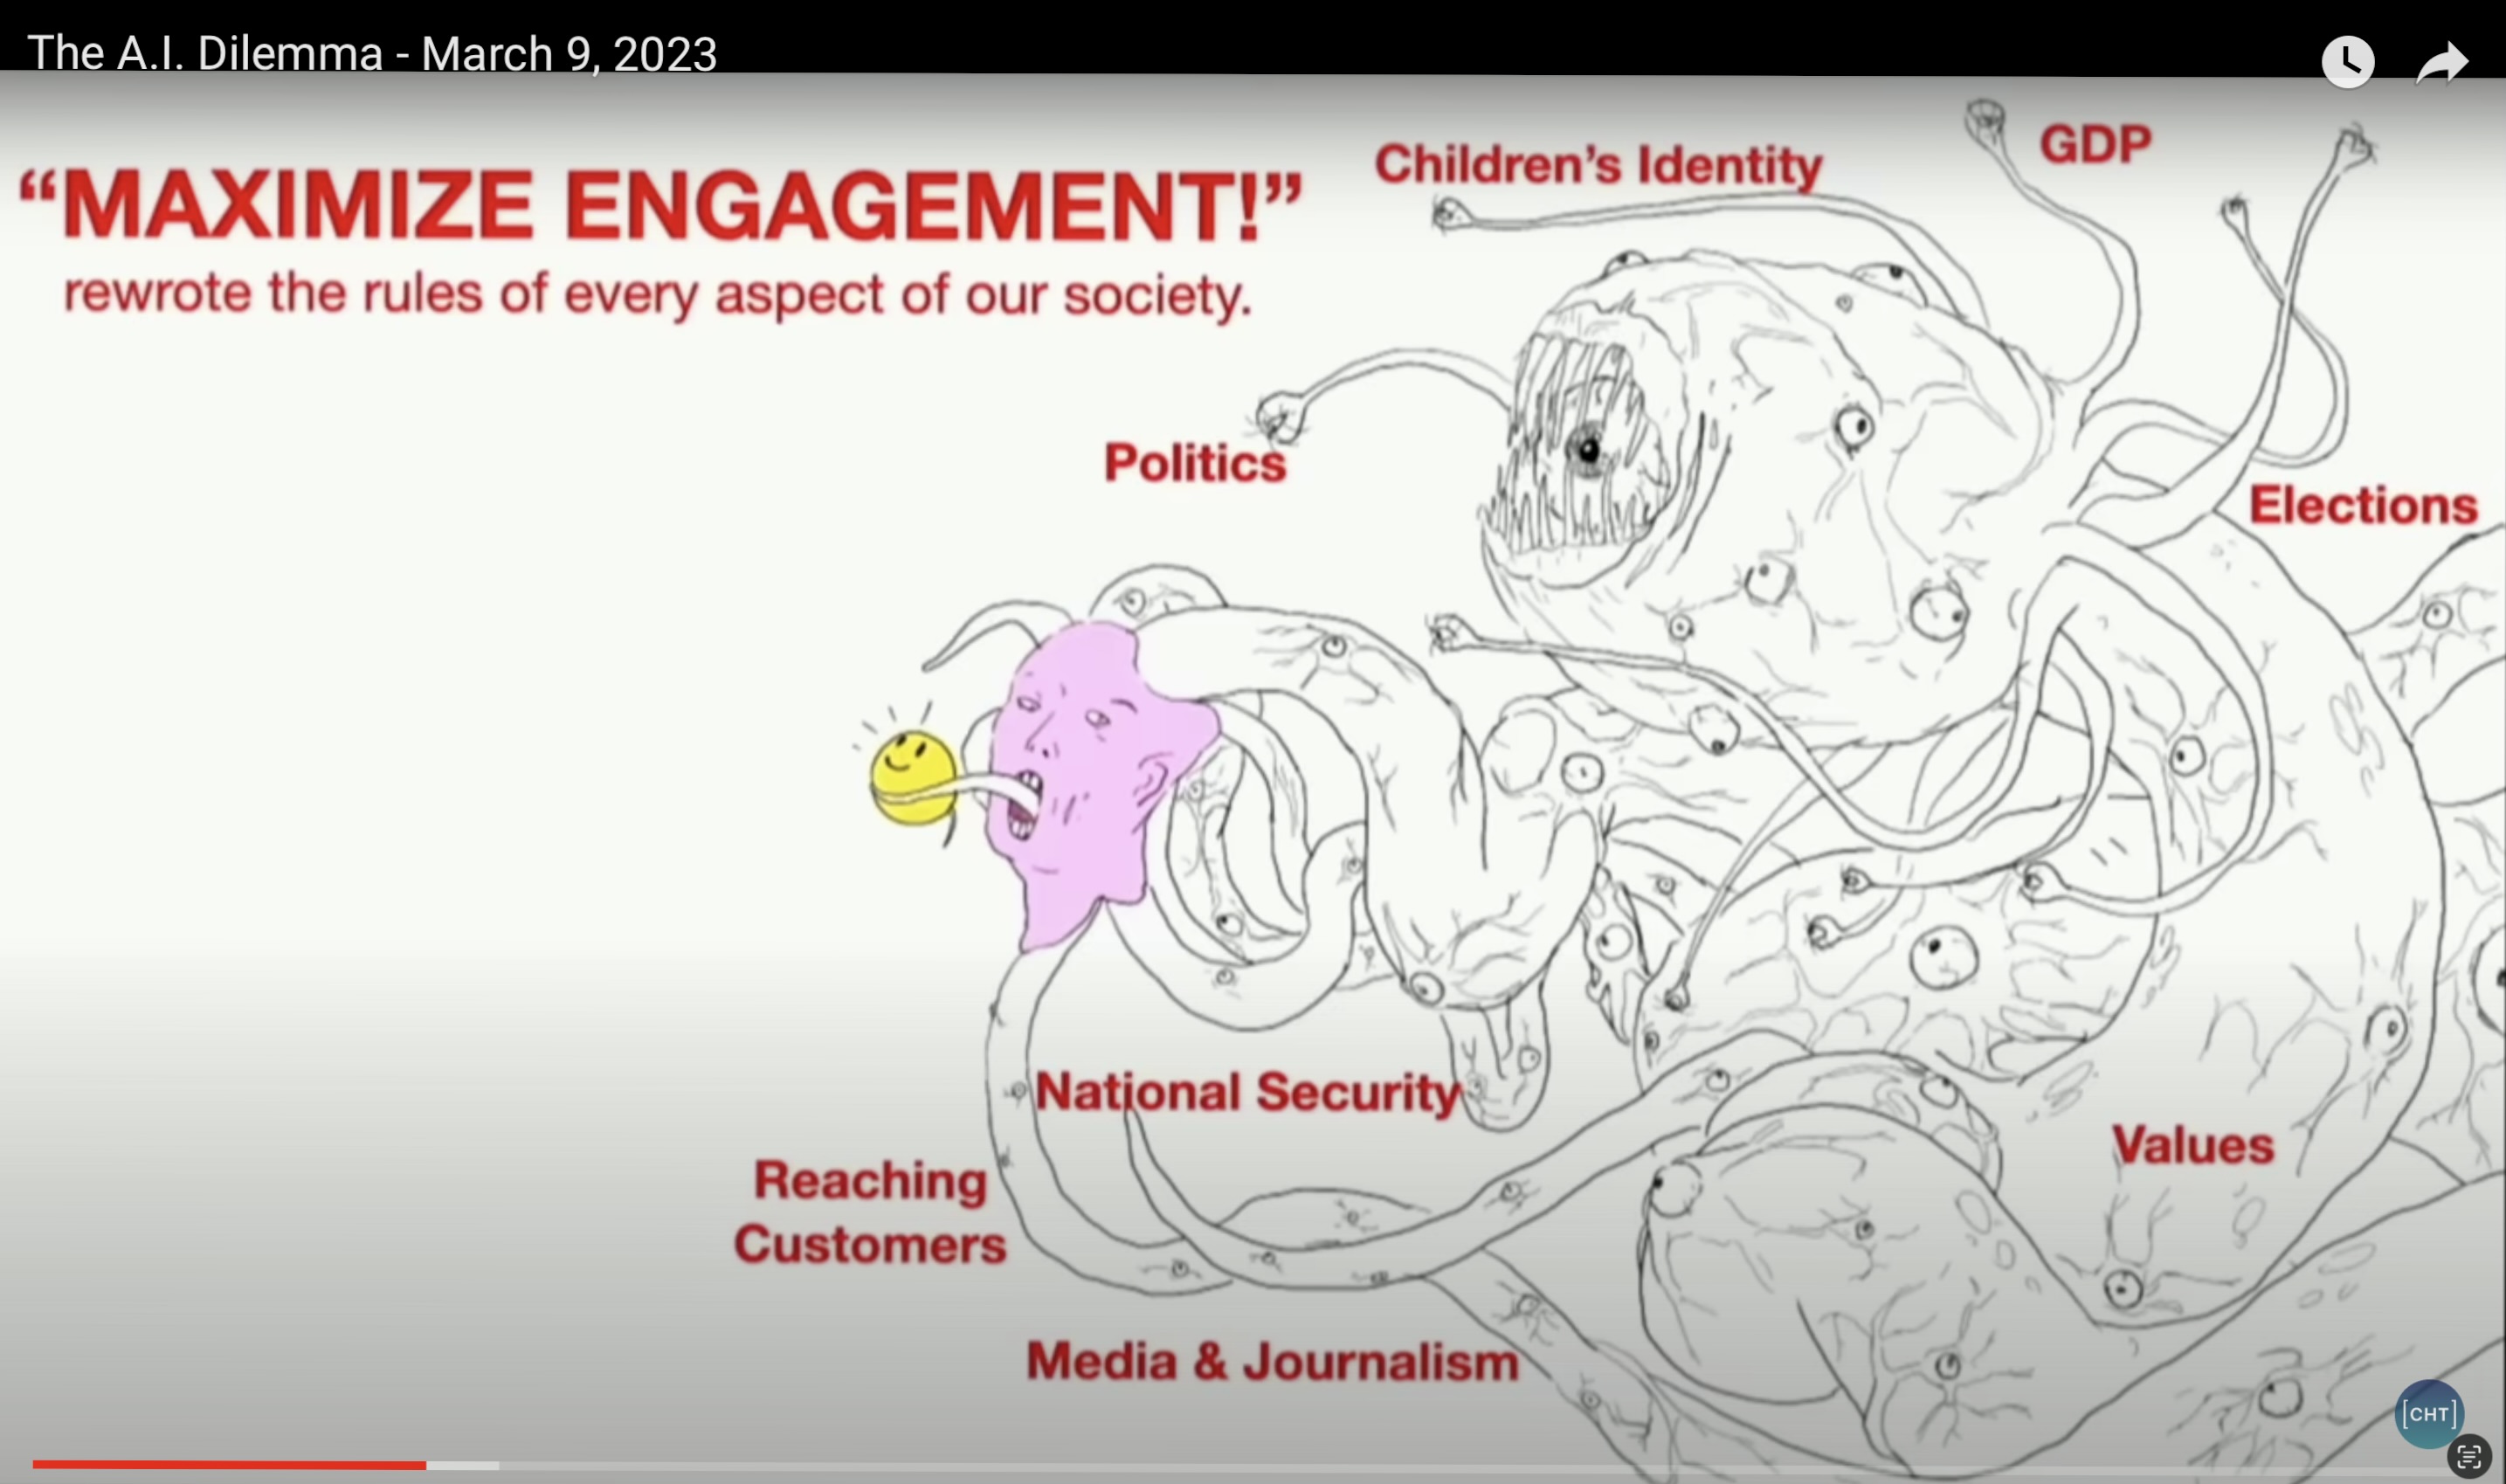 The A.I. Dilemma - March 9, 2023
“MAXIMIZE ENGAGEMENT!”
rewrote the rules of every aspect of our society.
Children’s Identity
GDP
Politics
Elections
National Security
Reaching
Customers
Values
Media & Journalism
[CHT]